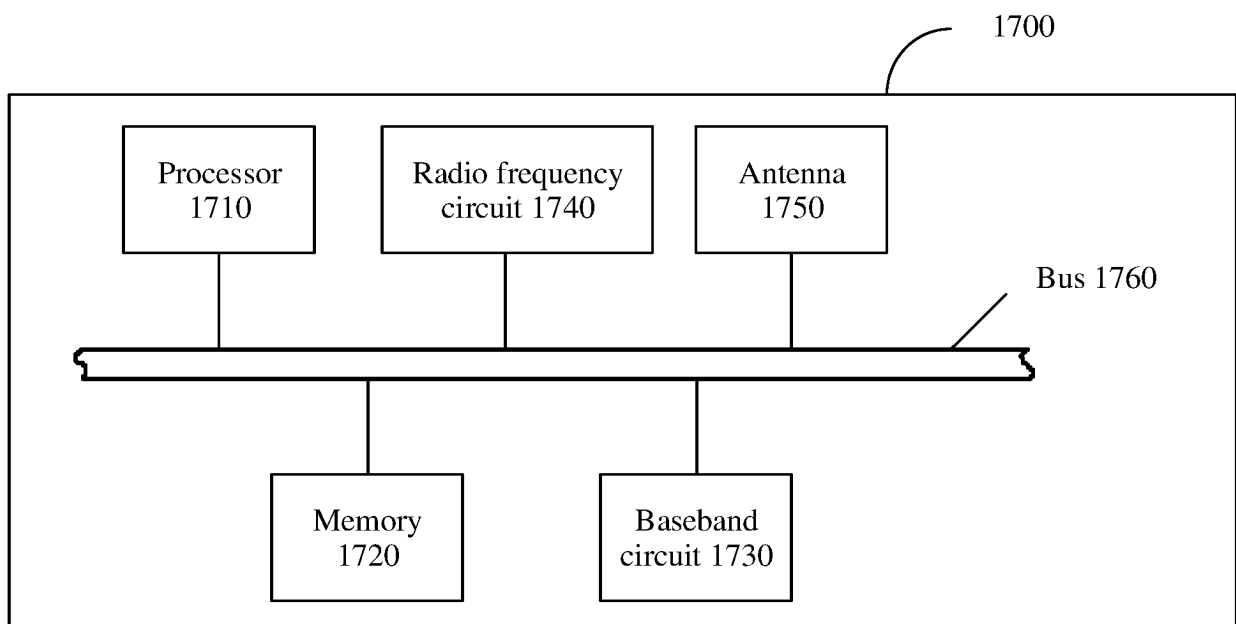 1700
Processor
1710
Radio frequency
circuit 1740
Antenna
1750
Bus 1760
Memory
1720
Baseband
circuit 1730